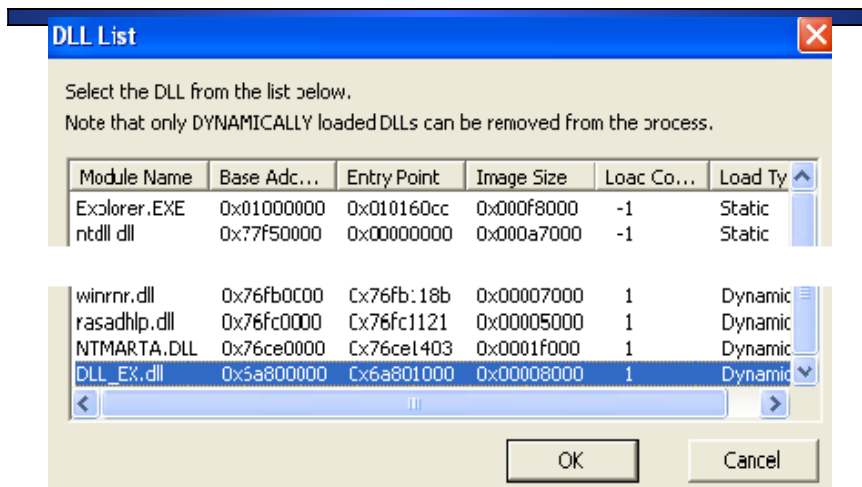 DLL List
Select the DLL from the list below.
Note that only DYNAMICALLY loaded DLLs can be removed from the process.
Module Name Base Adc... Entry Point Image Size Loac Co... Load Ty
Explorer.EXE 0x01000000 0x010160cc 0x000f8000 -1 Static
ntdll dll 0x77f50000 0x00000000 0x000a7000 -1 Static
winrnr.dll 0x76fb0000 0x76fb118b 0x00007000 1 Dynamic
rasadhlp.dll 0x76fc0000 0x76fc1121 0x00005000 1 Dynamic
NTMARTA.DLL 0x76ce0000 0x76ce1403 0x0001f000 1 Dynamic
DLL_EX.dll 0x6a800000 0x6a801000 0x00008000 1 Dynamic
OK Cancel